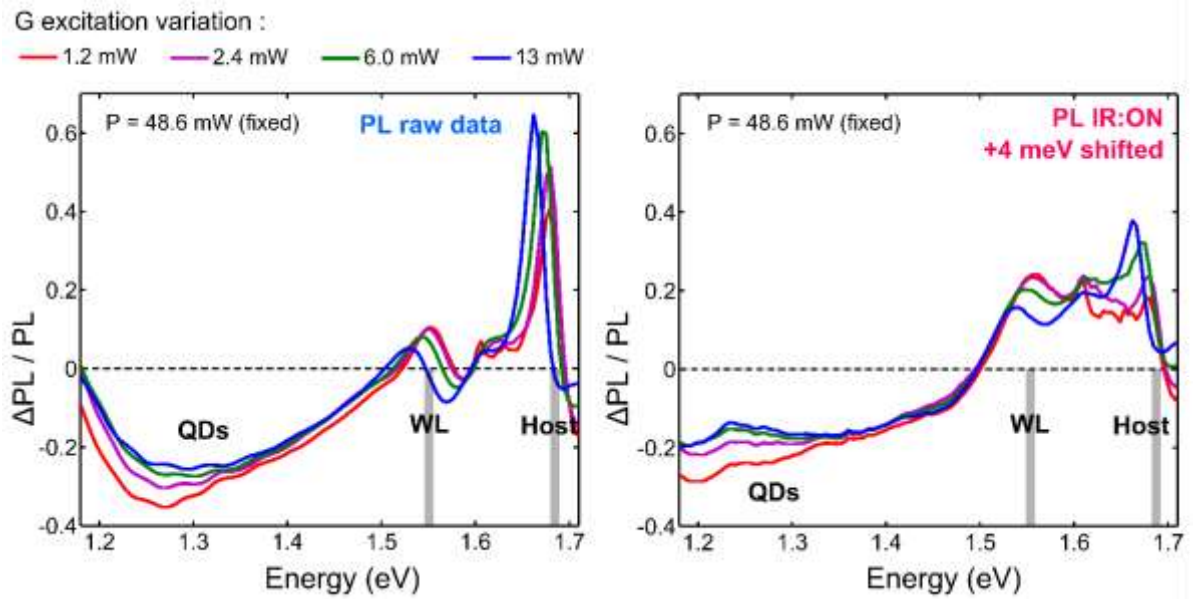 G excitation variation :
1.2 mW 2.4 mW 6.0 mW 13 mW
P = 48.6 mW (fixed)
PL raw data
0.6
0.4
0.2
0
-0.2
-0.4
ΔPL / PL
QDs
WL
Host
1.2 1.3 1.4 1.5 1.6 1.7
Energy (eV)
P = 48.6 mW (fixed)
PL IR:ON
+4 meV shifted
0.6
0.4
0.2
0
-0.2
-0.4
ΔPL / PL
WL
Host
QDs
1.2 1.3 1.4 1.5 1.6 1.7
Energy (eV)